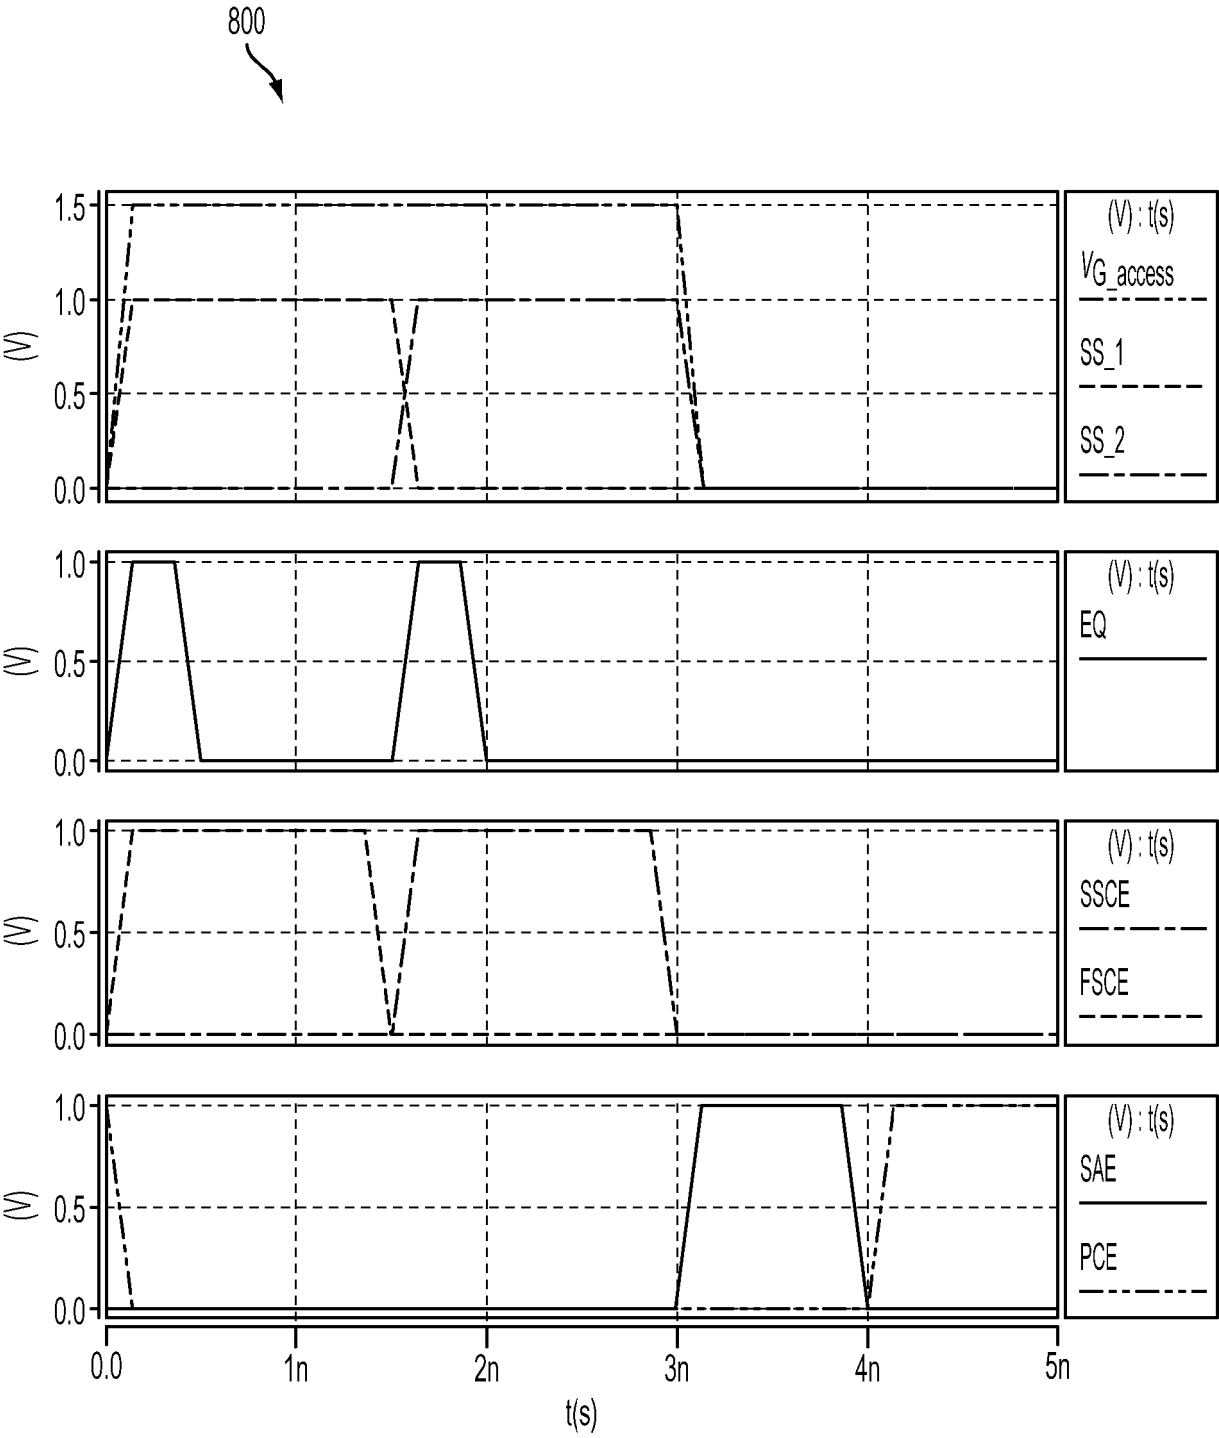 800
1.5
1.0
0.5
0.0
(V)
(V) : t(s)
VG_access
SS_1
SS_2
1.0
0.5
0.0
(V)
(V) : t(s)
EQ
1.0
0.5
0.0
(V)
(V) : t(s)
SSCE
FSCE
1.0
0.5
0.0
(V)
(V) : t(s)
SAE
PCE
0.0 1n 2n 3n 4n 5n
t(s)